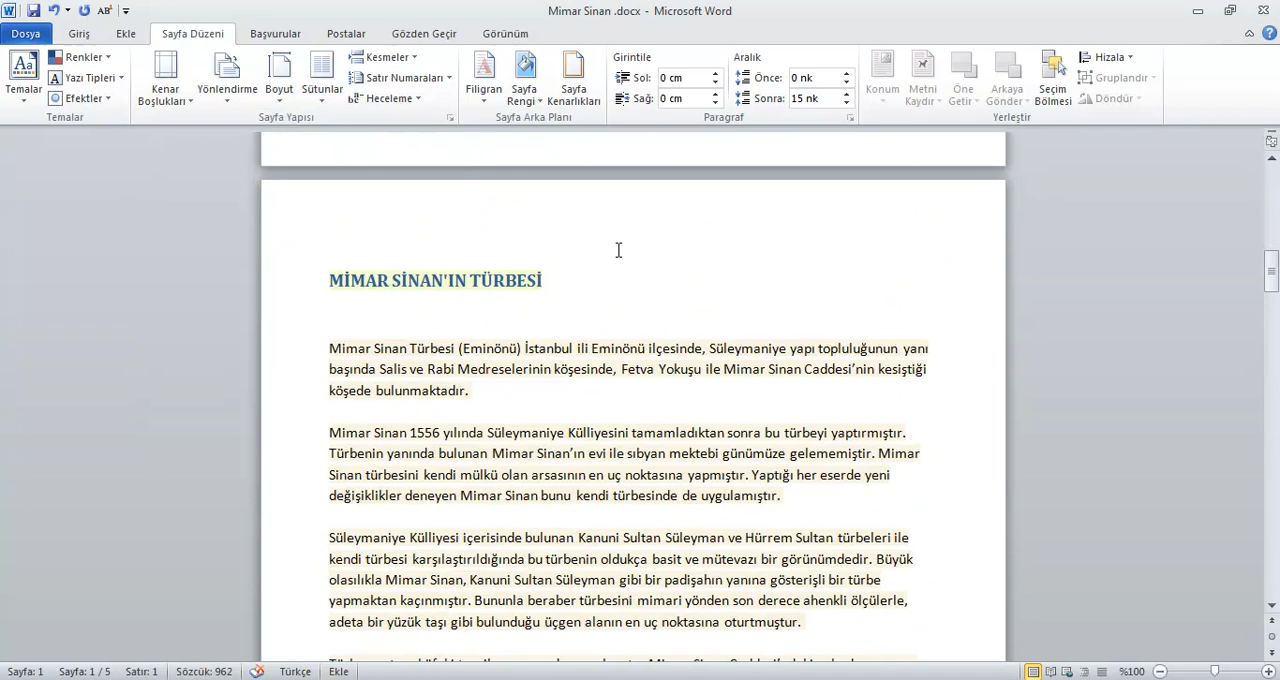 Mimar Sinan .docx - Microsoft Word
Dosya Giriş Ekle Sayfa Düzeni Başvurular Postalar Gözden Geçir Görünüm
Temalar
Renkler
Yazı Tipleri
Efektler
Temalar
Kenar Boşlukları
Yönlendirme
Boyut
Sütunlar
Kesmeler
Satır Numaraları
Heceleme
Sayfa Yapısı
Filigran
Sayfa Rengi
Sayfa Kenarlıkları
Sayfa Arka Planı
Girintile
Sol: 0 cm
Sağ: 0 cm
Aralık
Önce: 0 nk
Sonra: 15 nk
Paragraf
Konum
Metni Kaydır
Öne Getir
Arkaya Gönder
Seçim Bölmesi
Hizala
Gruplandır
Döndür
Yerleştir
MİMAR SİNAN'IN TÜRBESİ
Mimar Sinan Türbesi (Eminönü) İstanbul ili Eminönü ilçesinde, Süleymaniye yapı topluluğunun yanı
başında Salis ve Rabi Medreselerinin köşesinde, Fetva Yokuşu ile Mimar Sinan Caddesi’nin kesiştiği
köşede bulunmaktadır.
Mimar Sinan 1556 yılında Süleymaniye Külliyesini tamamladıktan sonra bu türbeyi yaptırmıştır.
Türbenin yanında bulunan Mimar Sinan’ın evi ile sıbyan mektebi günümüze gelememiştir. Mimar
Sinan türbesini kendi mülkü olan arsasının en uç noktasına yapmıştır. Yaptığı her eserde yeni
değişiklikler deneyen Mimar Sinan bunu kendi türbesinde de uygulamıştır.
Süleymaniye Külliyesi içerisinde bulunan Kanuni Sultan Süleyman ve Hürrem Sultan türbeleri ile
kendi türbesi karşılaştırıldığında bu türbenin oldukça basit ve mütevazı bir görünümdedir. Büyük
olasılıkla Mimar Sinan, Kanuni Sultan Süleyman gibi bir padişahın yanına gösterişli bir türbe
yapmaktan kaçınmıştır. Bununla beraber türbesini mimari yönden son derece ahenkli ölçülerle,
adeta bir yüzük taşı gibi bulunduğu üçgen alanın en uç noktasına oturtmuştur.
Sayfa: 1 Sayfa: 1 / 5 Satır: 1 Sözcük: 962 Türkçe Ekle %100